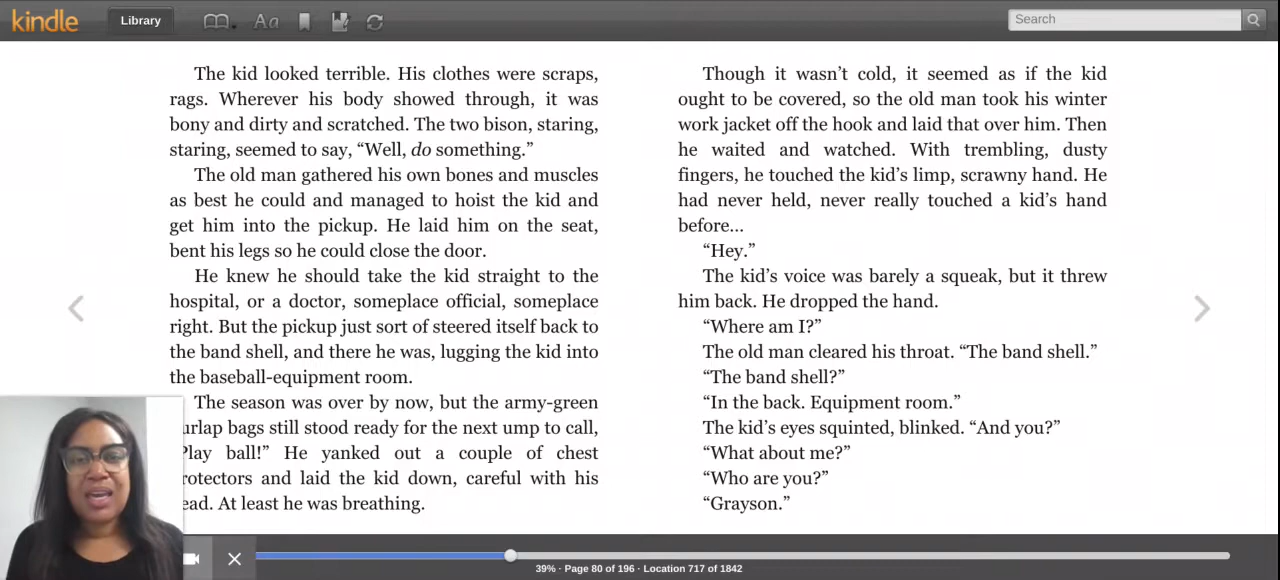 kindle
Library
Aa
Search
The kid looked terrible. His clothes were scraps,
rags. Wherever his body showed through, it was
bony and dirty and scratched. The two bison, staring,
staring, seemed to say, “Well, do something.”
The old man gathered his own bones and muscles
as best he could and managed to hoist the kid and
get him into the pickup. He laid him on the seat,
bent his legs so he could close the door.
He knew he should take the kid straight to the
hospital, or a doctor, someplace official, someplace
right. But the pickup just sort of steered itself back to
the band shell, and there he was, lugging the kid into
the baseball-equipment room.
The season was over by now, but the army-green
urlap bags still stood ready for the next ump to call,
Play ball!” He yanked out a couple of chest
rotectors and laid the kid down, careful with his
ead. At least he was breathing.
Though it wasn’t cold, it seemed as if the kid
ought to be covered, so the old man took his winter
work jacket off the hook and laid that over him. Then
he waited and watched. With trembling, dusty
fingers, he touched the kid’s limp, scrawny hand. He
had never held, never really touched a kid’s hand
before...
“Hey.”
The kid’s voice was barely a squeak, but it threw
him back. He dropped the hand.
“Where am I?”
The old man cleared his throat. “The band shell.”
“The band shell?”
“In the back. Equipment room.”
The kid’s eyes squinted, blinked. “And you?”
“What about me?”
“Who are you?”
“Grayson.”
39% · Page 80 of 196 · Location 717 of 1842